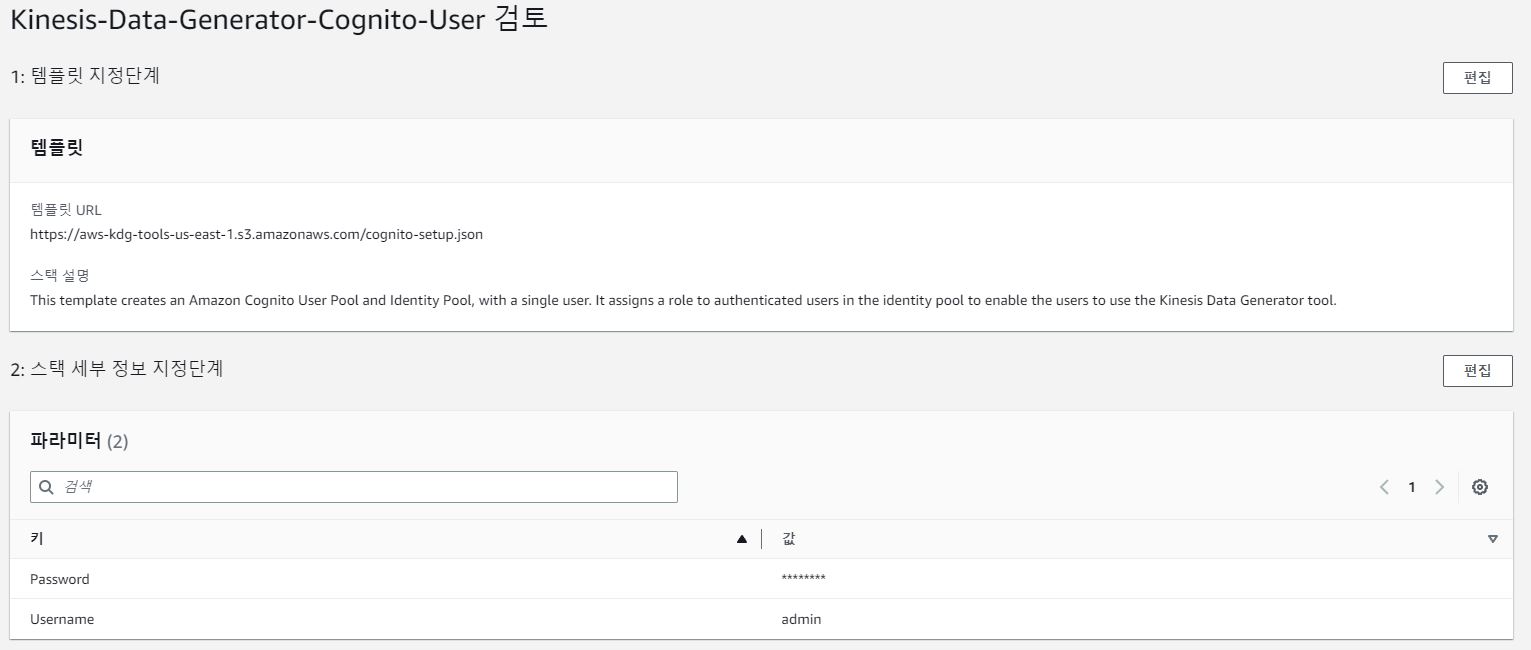 Kinesis-Data-Generator-Cognito-User 검토
1: 템플릿 지정단계
편집
템플릿
템플릿 URL
https://aws-kdg-tools-us-east-1.s3.amazonaws.com/cognito-setup.json
스택 설명
This template creates an Amazon Cognito User Pool and Identity Pool, with a single user. It assigns a role to authenticated users in the identity pool to enable the users to use the Kinesis Data Generator tool.
2: 스택 세부 정보 지정단계
편집
파라미터 (2)
검색
1
키 값
Password ********
Username admin